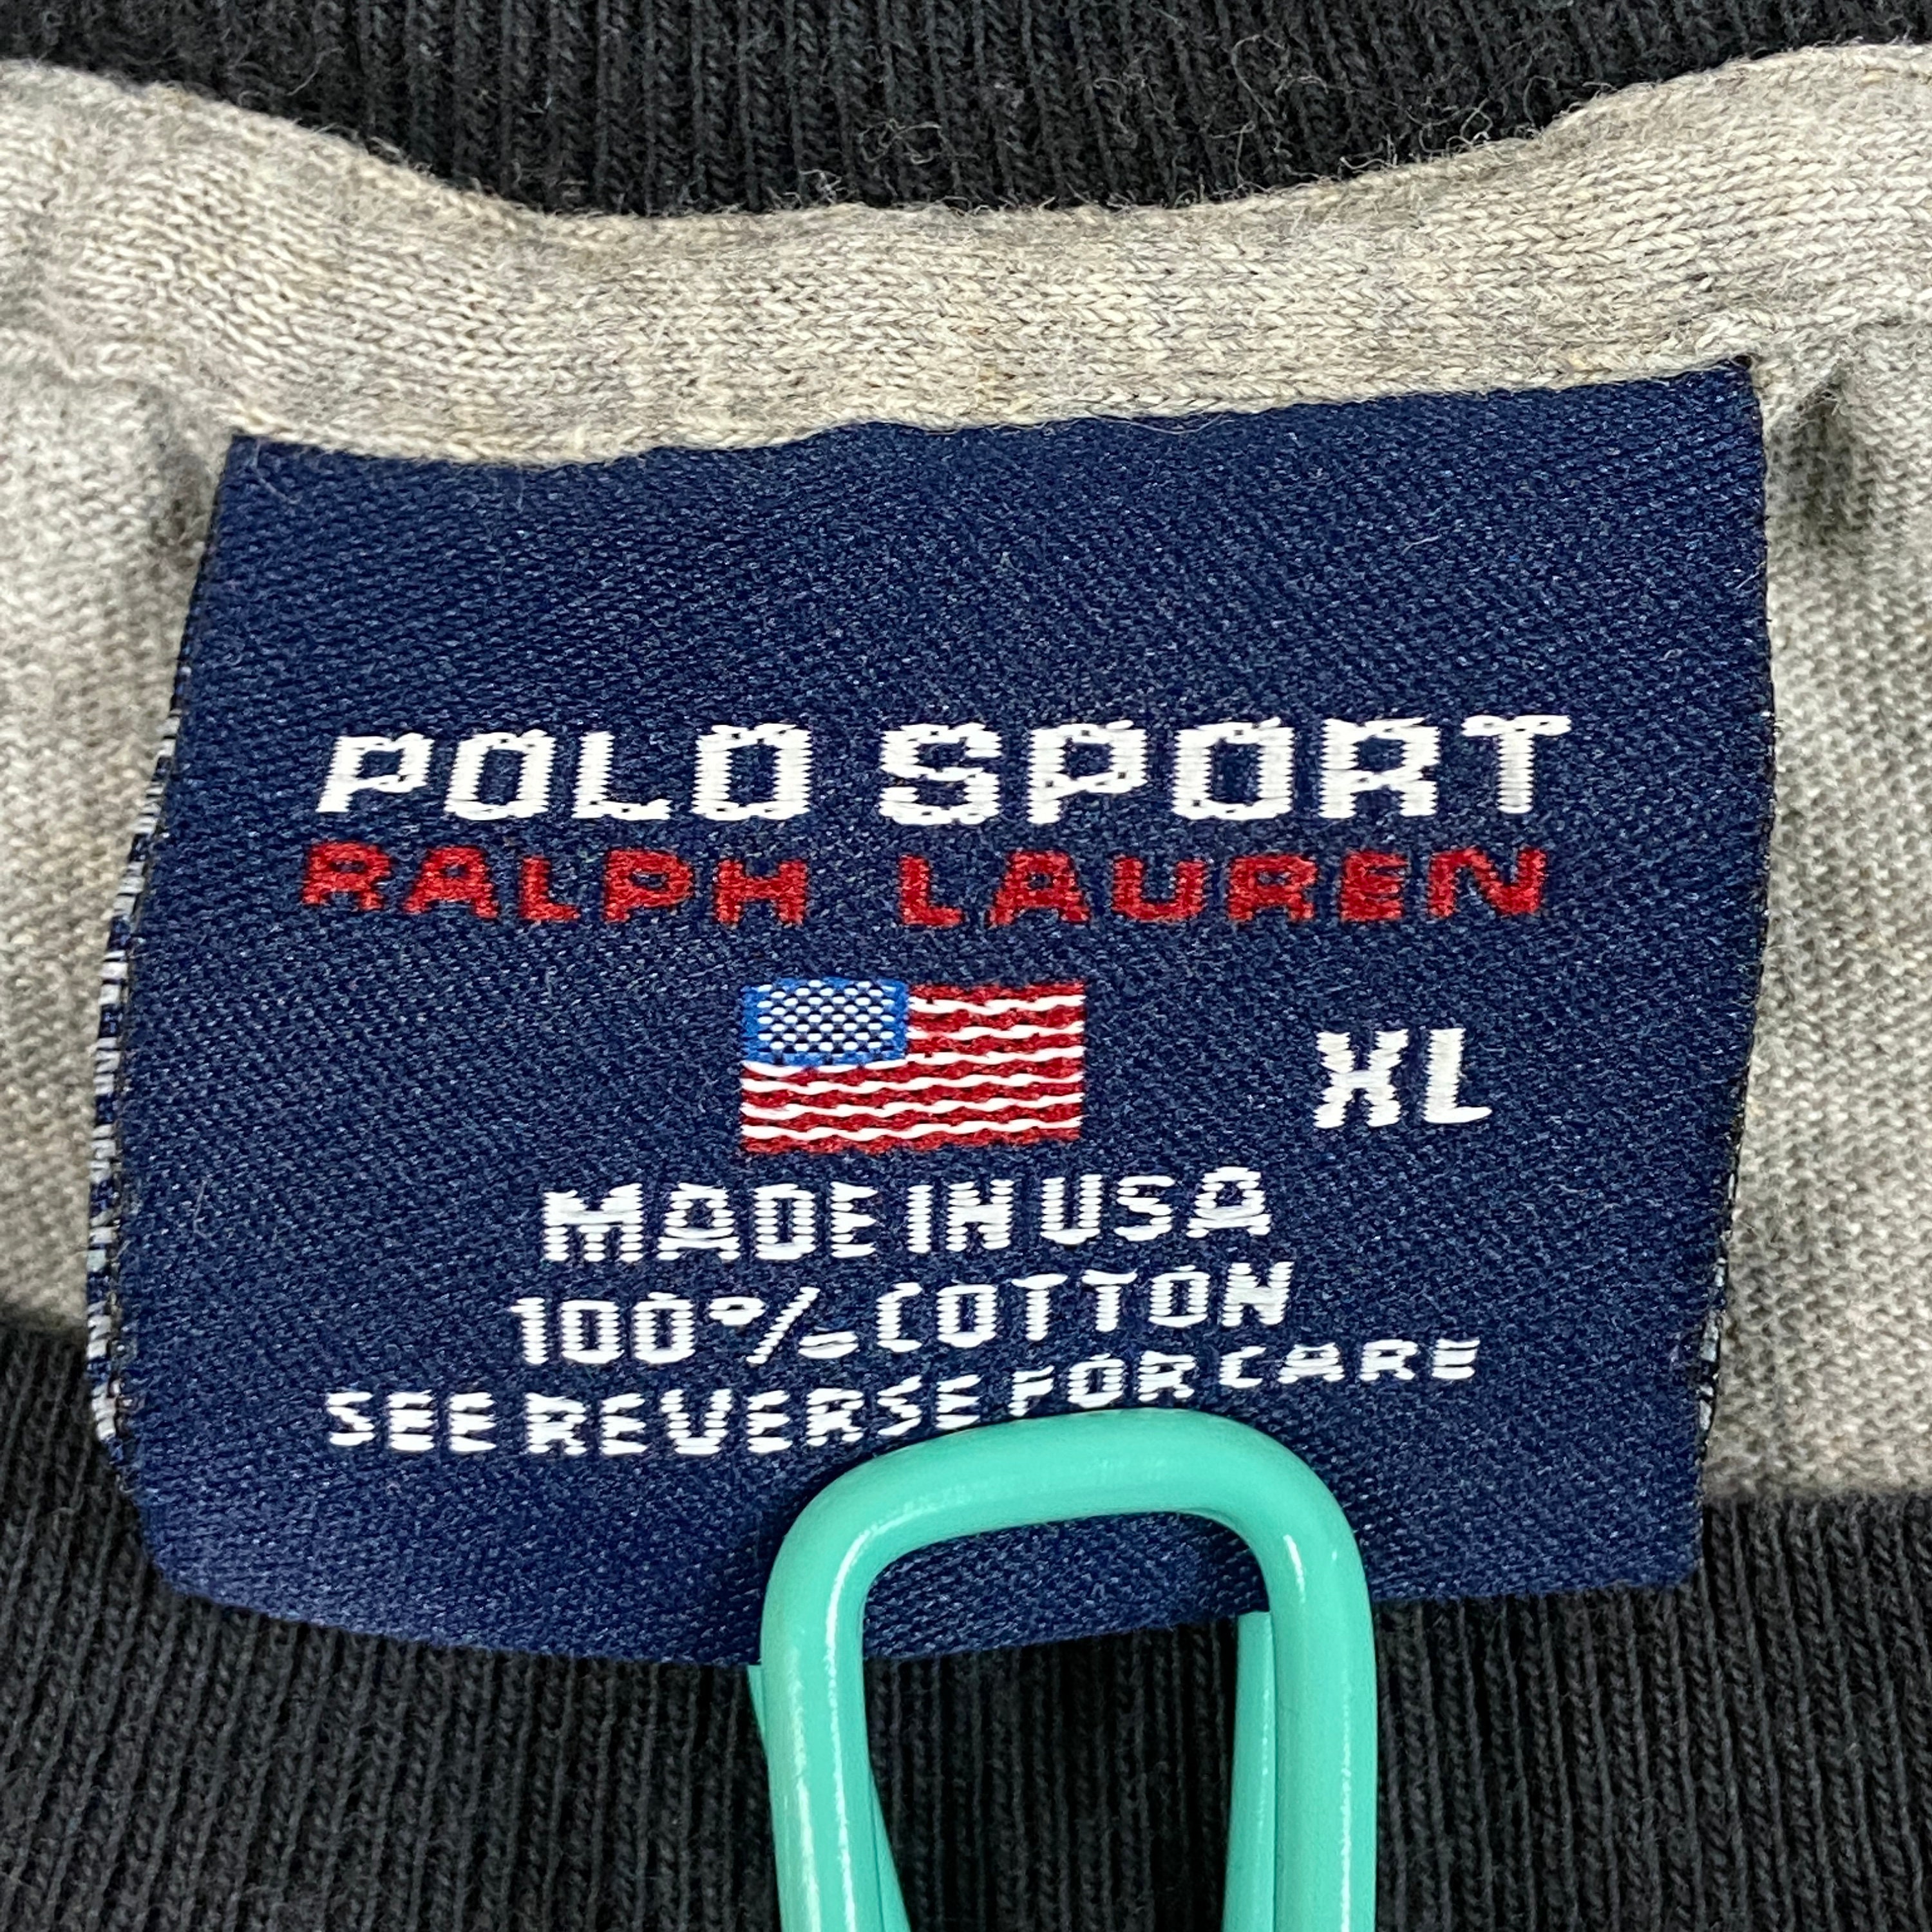 POLO SPORT
RALPH LAUREN
XL
MADE IN USA
100% COTTON
SEE REVERSE FOR CARE